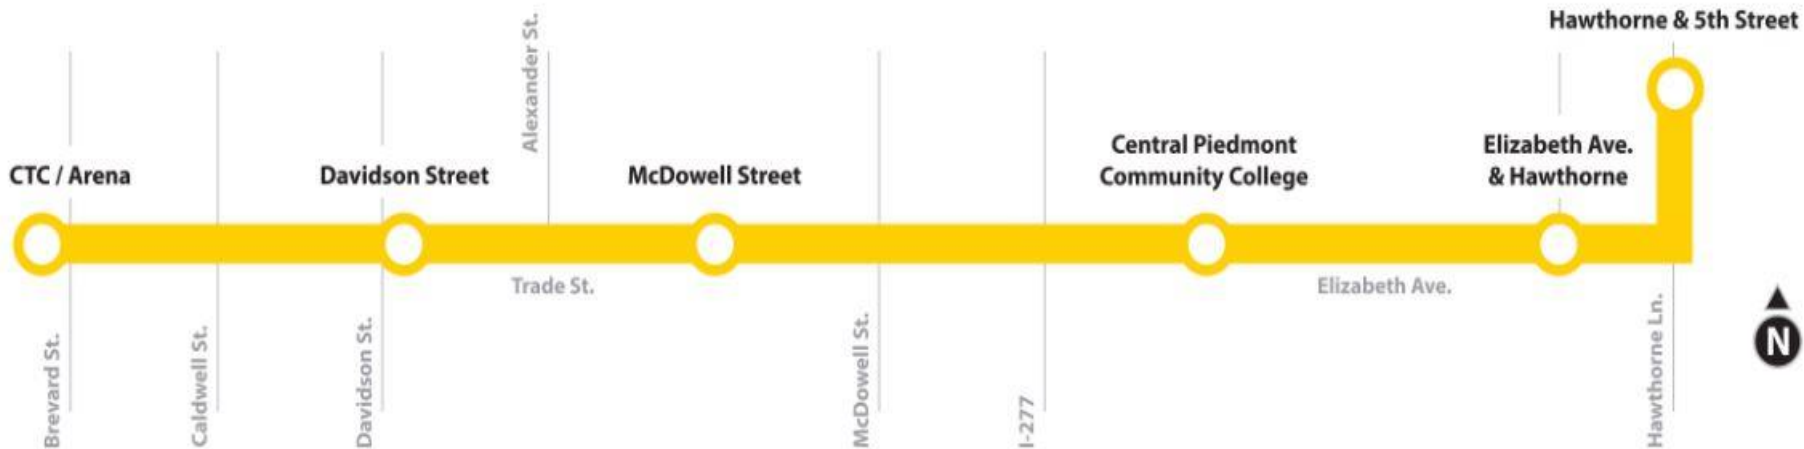 Hawthorne & 5th Street
Alexander St.
CTC / Arena
Davidson Street
McDowell Street
Central Piedmont
Community College
Elizabeth Ave.
& Hawthorne
Trade St.
Elizabeth Ave.
Brevard St.
Caldwell St.
Davidson St.
McDowell St.
I-277
Hawthorne Ln.
N